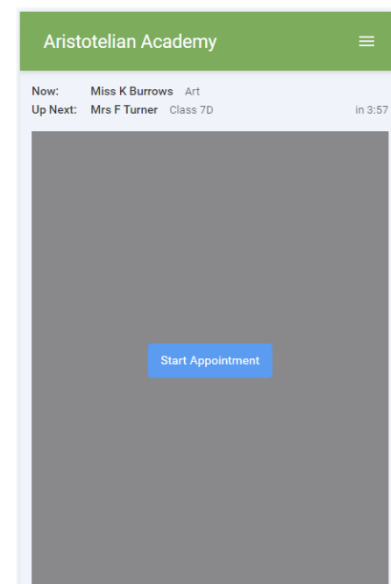 Aristotelian Academy
Now: Miss K Burrows Art
Up Next: Mrs F Turner Class 7D in 3:57
Start Appointment